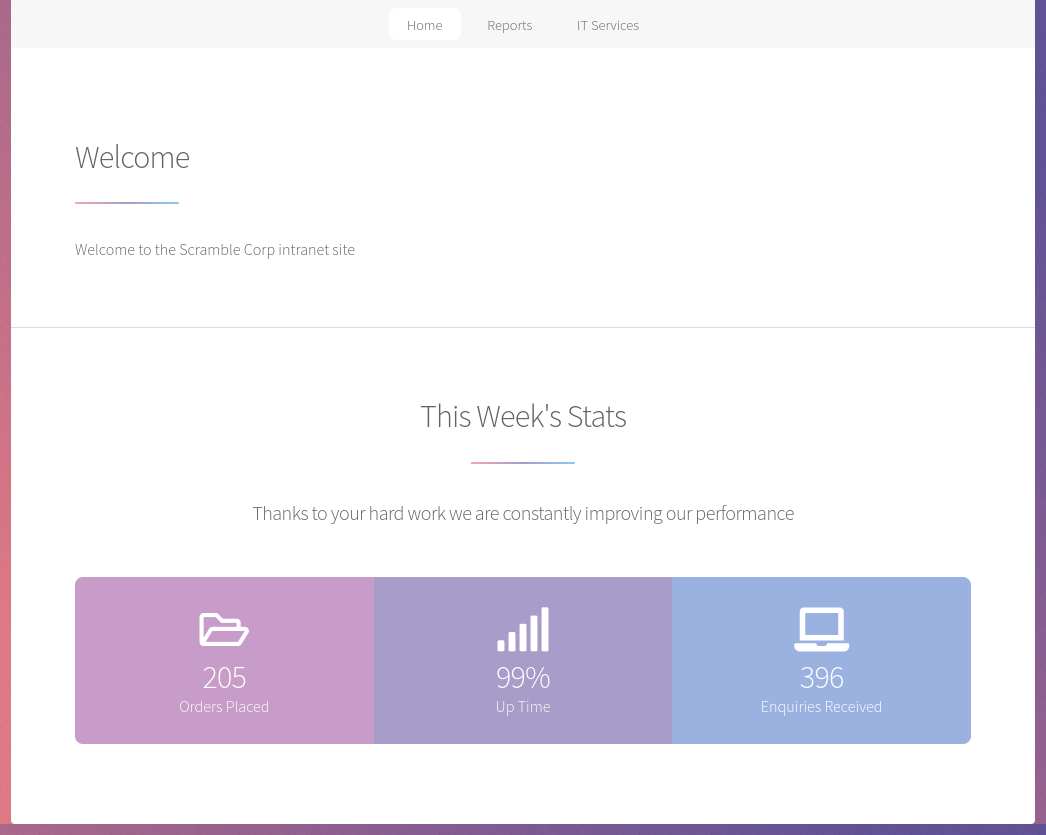 Home Reports IT Services
Welcome
Welcome to the Scramble Corp intranet site
This Week's Stats
Thanks to your hard work we are constantly improving our performance
205
Orders Placed
99%
Up Time
396
Enquiries Received